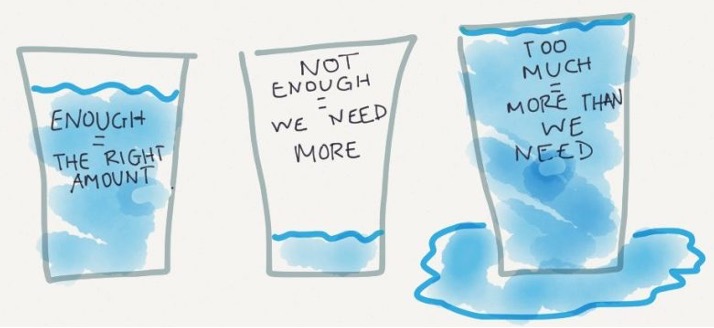 ENOUGH
=
THE RIGHT
AMOUNT
NOT
ENOUGH
=
WE NEED
MORE
TOO
MUCH
=
MORE THAN
WE
NEED